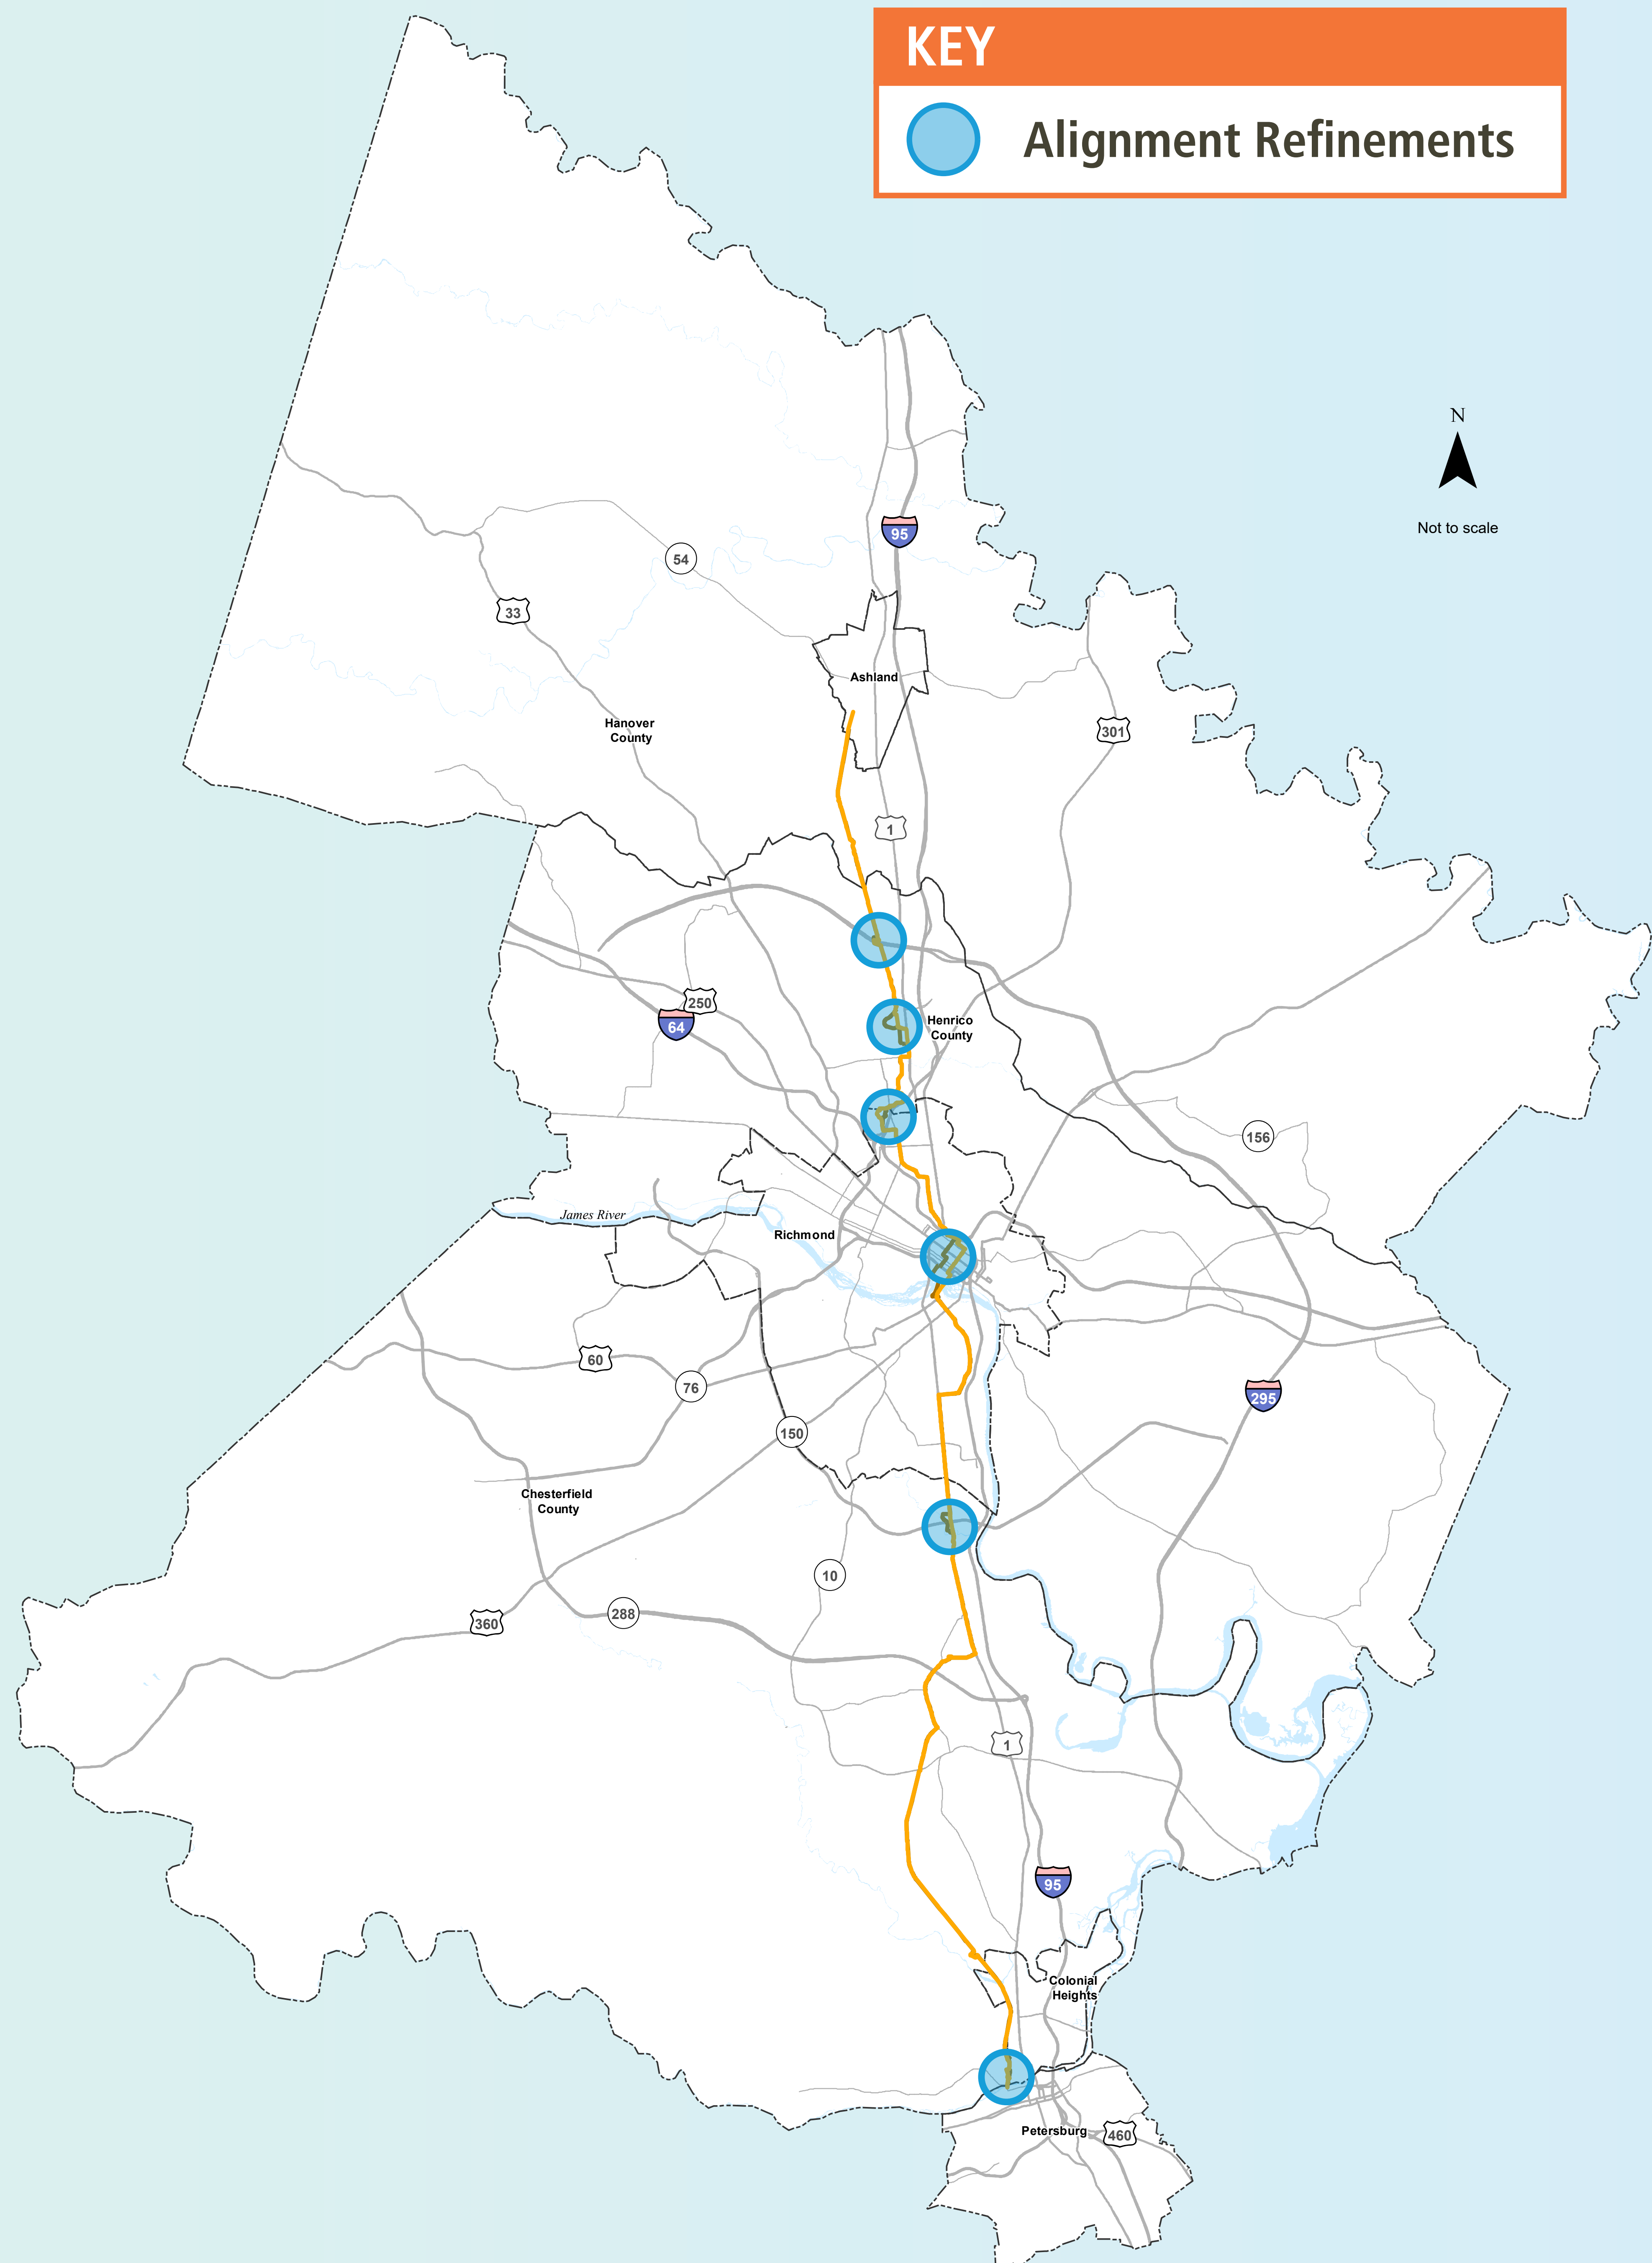 KEY
Alignment Refinements
N
Not to scale
95
54
33
Ashland
Hanover
County
301
1
250
64
Henrico
County
156
James River
Richmond
60
76
295
150
Chesterfield
County
10
288
360
1
95
Colonial
Heights
Petersburg
460